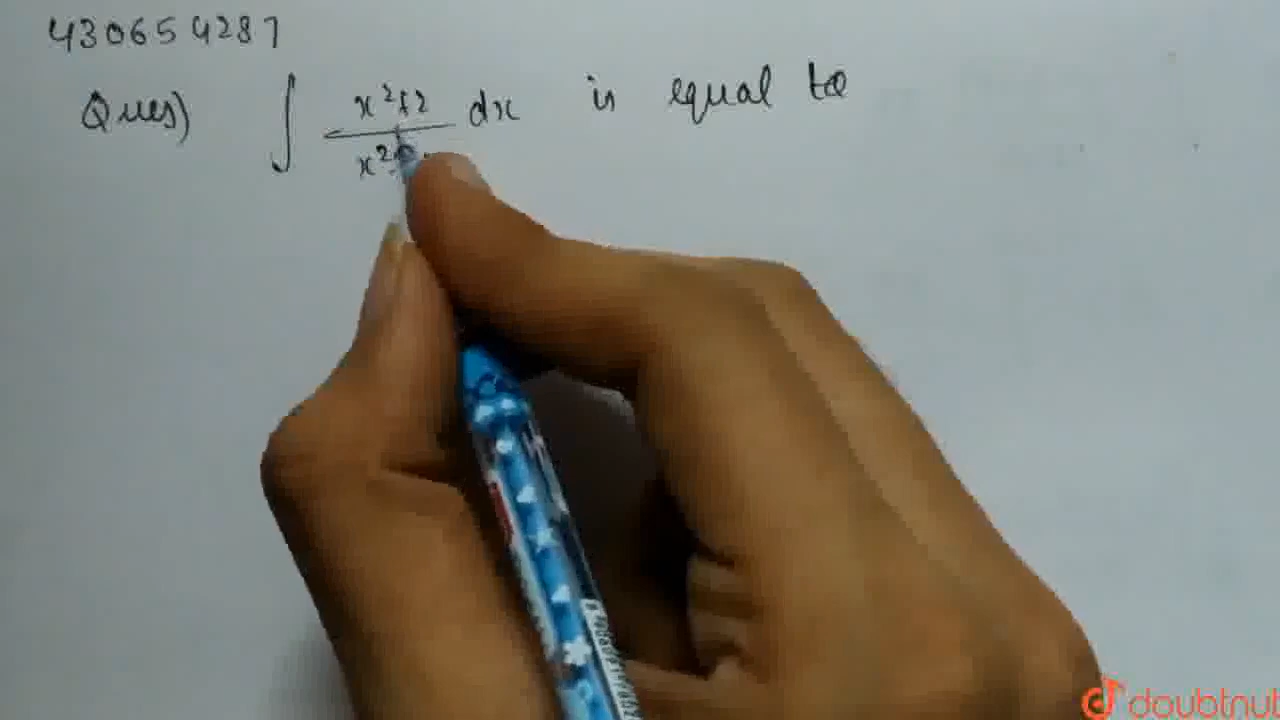 430654287
Ques) ∫ x²+2 / x² dx is equal to
doubtnut